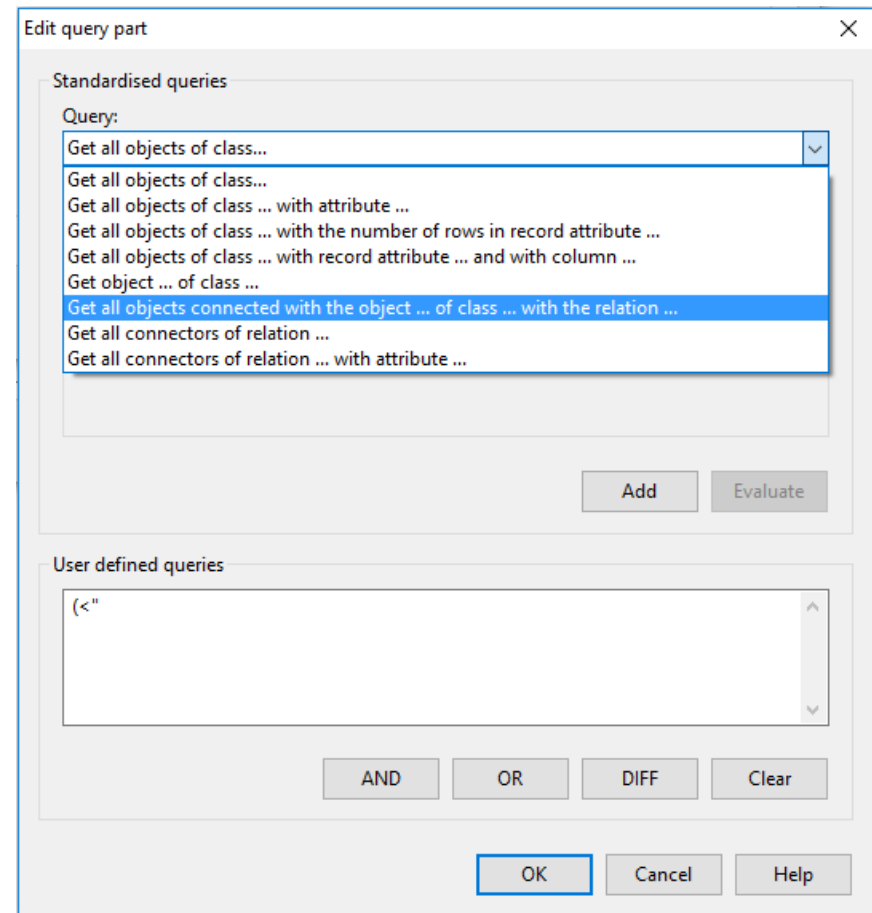 Edit query part
Standardised queries
Query:
Get all objects of class...
Get all objects of class...
Get all objects of class ... with attribute ...
Get all objects of class ... with the number of rows in record attribute ...
Get all objects of class ... with record attribute ... and with column ...
Get object ... of class ...
Get all objects connected with the object ... of class ... with the relation ...
Get all connectors of relation ...
Get all connectors of relation ... with attribute ...
Add Evaluate
User defined queries
(<"
AND OR DIFF Clear
OK Cancel Help